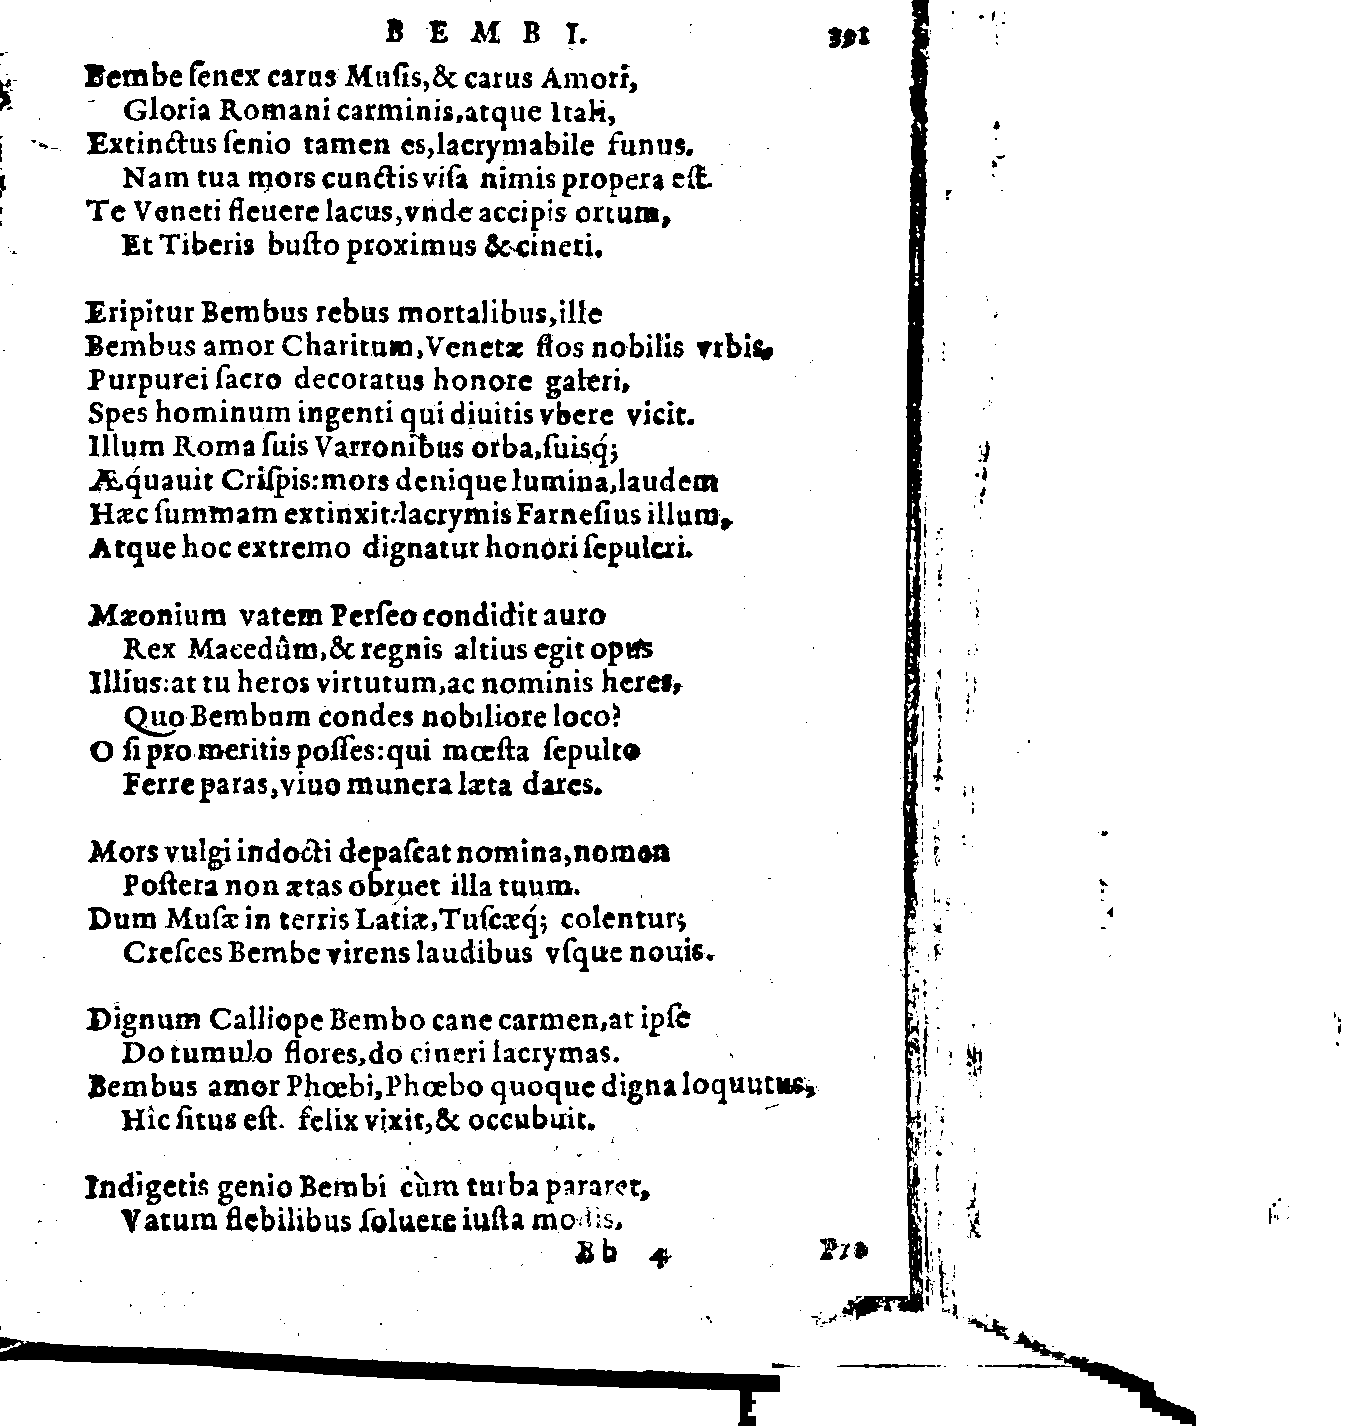 B E M B I. 391
Bembe ſenex carus Muſis,& carus Amori,
Gloria Romani carminis,atque Itali,
Extinctus ſenio tamen es,lacrymabile funus.
Nam tua mors cunctis viſa nimis propera eſt.
Te Veneti fleuere lacus,vnde accipis ortum,
Et Tiberis buſto proximus & cineri.
Eripitur Bembus rebus mortalibus,ille
Bembus amor Charitum,Venetæ flos nobilis vrbis,
Purpurei ſacro decoratus honore galeri,
Spes hominum ingenti qui diuitis vbere vicit.
Illum Roma ſuis Varronibus orba,ſuisq́;
Æq́uauit Criſpis:mors denique lumina,laudem
Hæc ſummam extinxit:lacrymis Farneſius illum,
Atque hoc extremo dignatur honori ſepulcri.
Mæonium vatem Perſeo condidit auro
Rex Macedûm,& regnis altius egit opus
Illius:at tu heros virtutum,ac nominis heres,
Quo Bembum condes nobiliore loco?
O ſi pro meritis poſſes:qui mœſta ſepulto
Ferre paras,viuo munera læta dares.
Mors vulgi indocti depaſcat nomina,nomen
Poſtera non ætas obruet illa tuum.
Dum Muſæ in terris Latiæ,Tuſcæq́; colentur;
Creſces Bembe virens laudibus vſque nouis.
Dignum Calliope Bembo cane carmen,at ipſe
Do tumulo flores,do cineri lacrymas.
Bembus amor Phœbi,Phœbo quoque digna loquutus,
Hîc ſitus eſt. felix vixit,& occubuit.
Indigetis genio Bembi cùm turba pararet,
Vatum flebilibus ſoluere iuſta modis.
Bb 4 Pro